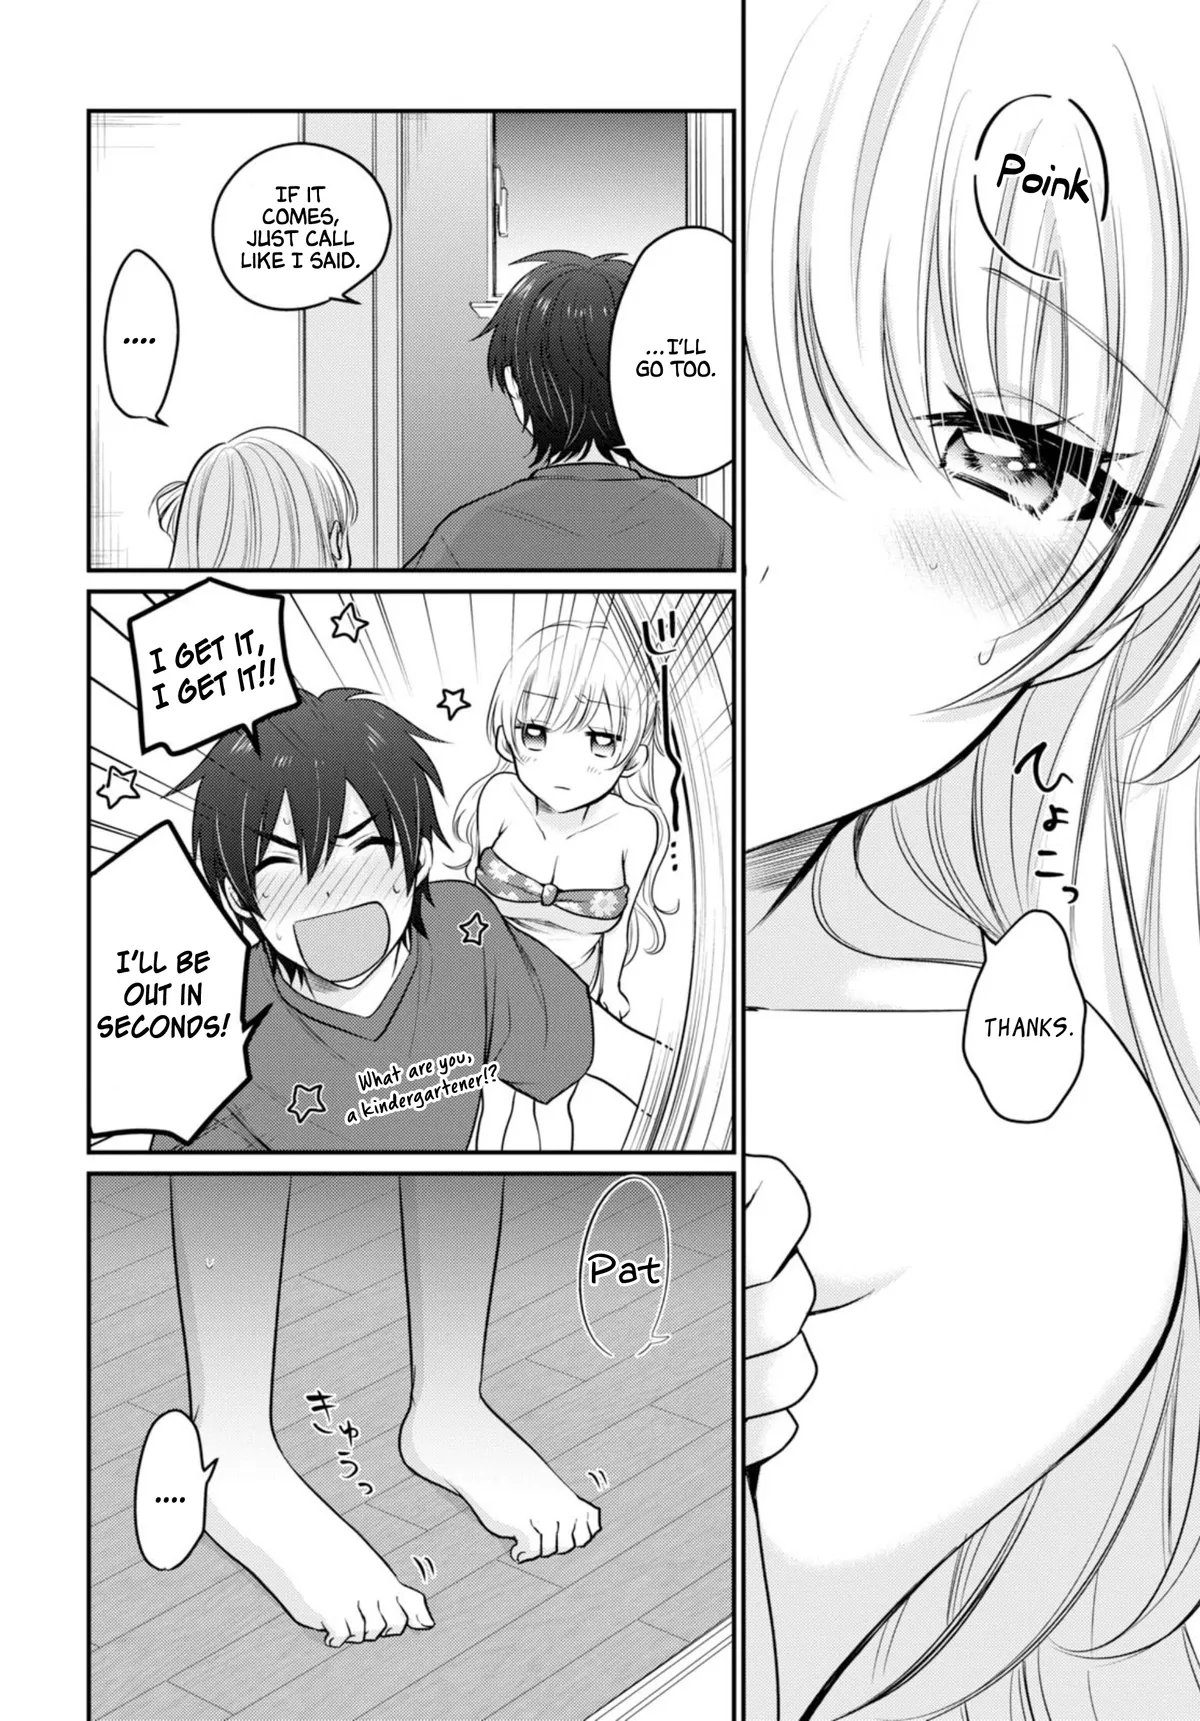 Poink
ひょこっ
THANKS.
...I'LL
GO TOO.
IF IT
COMES,
JUST CALL
LIKE I SAID.
....
I GET IT,
I GET IT!!
I'LL BE
OUT IN
SECONDS!
What are you,
a kindergartener!?
Pat
きゅうっ
....